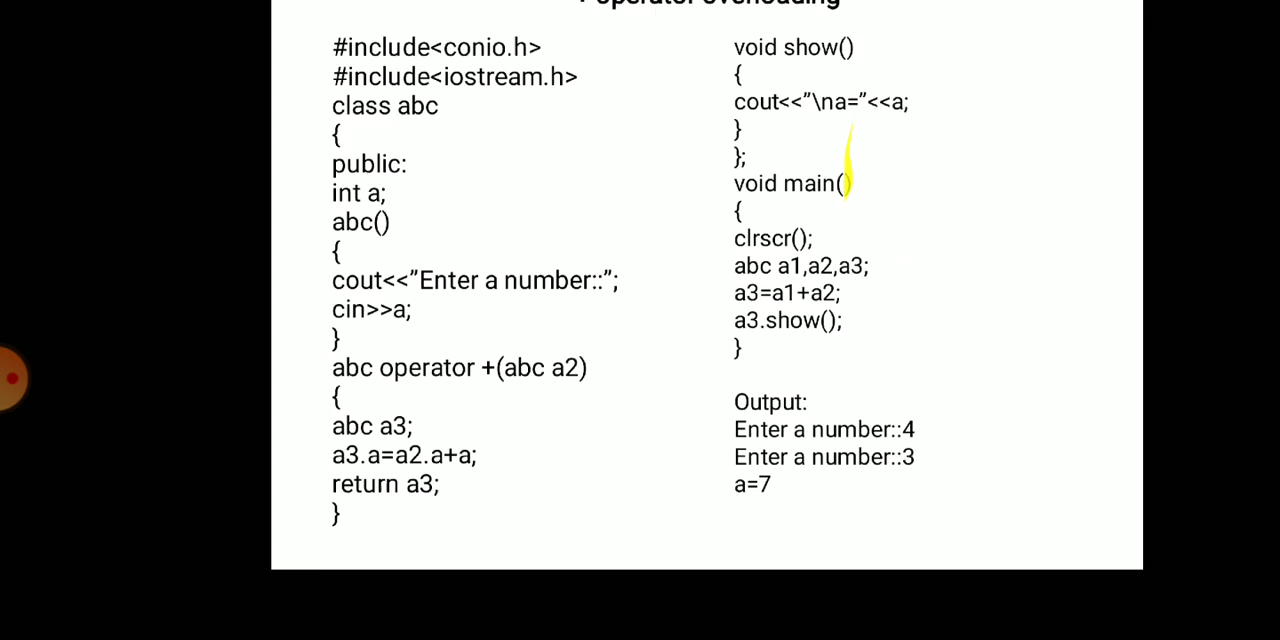 + operator overloading
#include<conio.h>
#include<iostream.h>
class abc
{
public:
int a;
abc()
{
cout<<”Enter a number::”;
cin>>a;
}
abc operator +(abc a2)
{
abc a3;
a3.a=a2.a+a;
return a3;
}
void show()
{
cout<<”\na=”<<a;
}
};
void main()
{
clrscr();
abc a1,a2,a3;
a3=a1+a2;
a3.show();
}
Output:
Enter a number::4
Enter a number::3
a=7